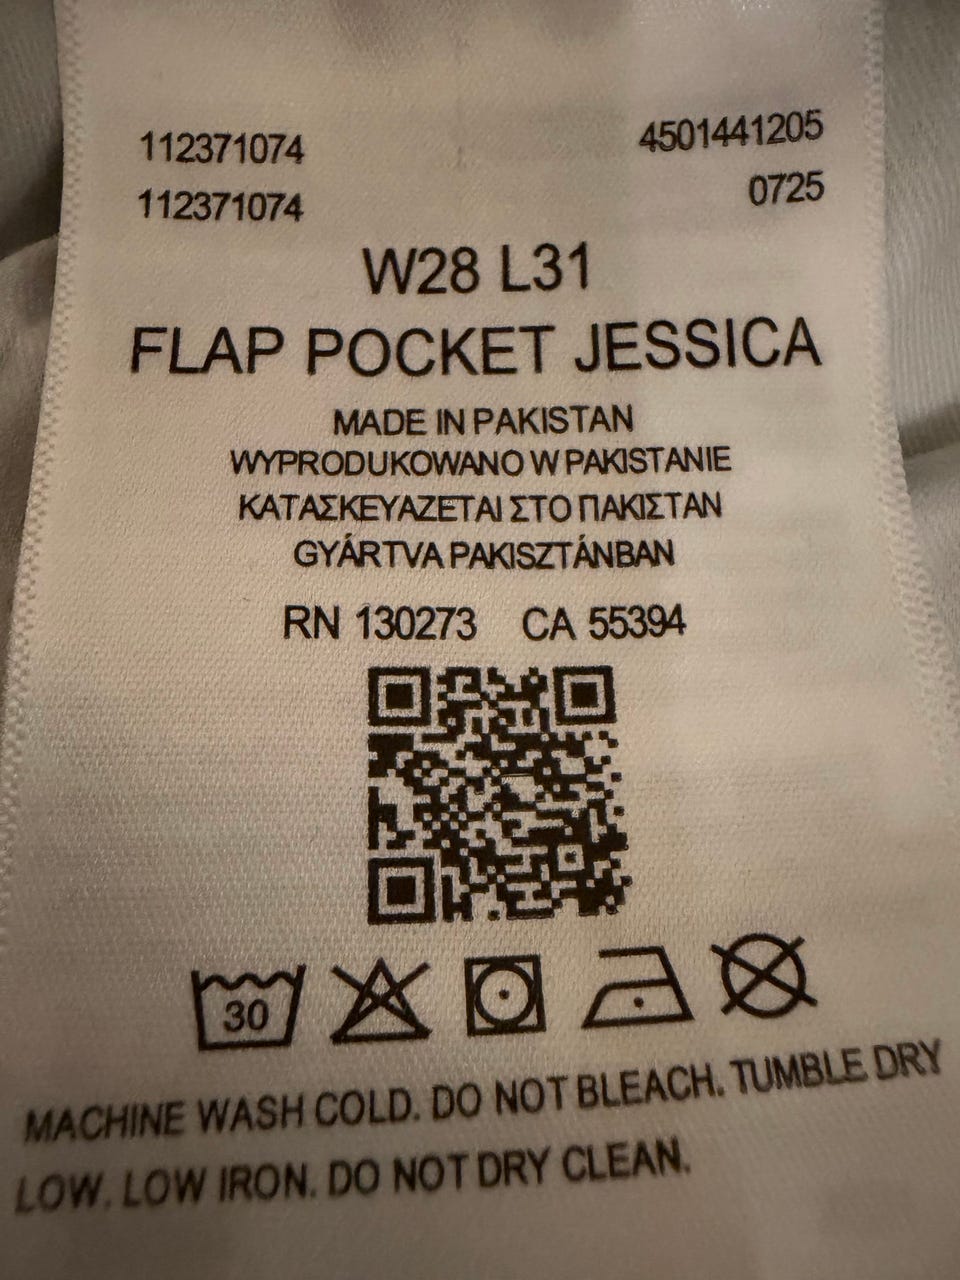 112371074 4501441205
112371074 0725
W28 L31
FLAP POCKET JESSICA
MADE IN PAKISTAN
WYPRODUKOWANO W PAKISTANIE
ΚΑΤΑΣΚΕΥΑΖΕΤΑΙ ΣΤΟ ΠΑΚΙΣΤΑΝ
GYÁRTVA PAKISZTÁNBAN
RN 130273 CA 55394
30
MACHINE WASH COLD. DO NOT BLEACH. TUMBLE DRY
LOW. LOW IRON. DO NOT DRY CLEAN.